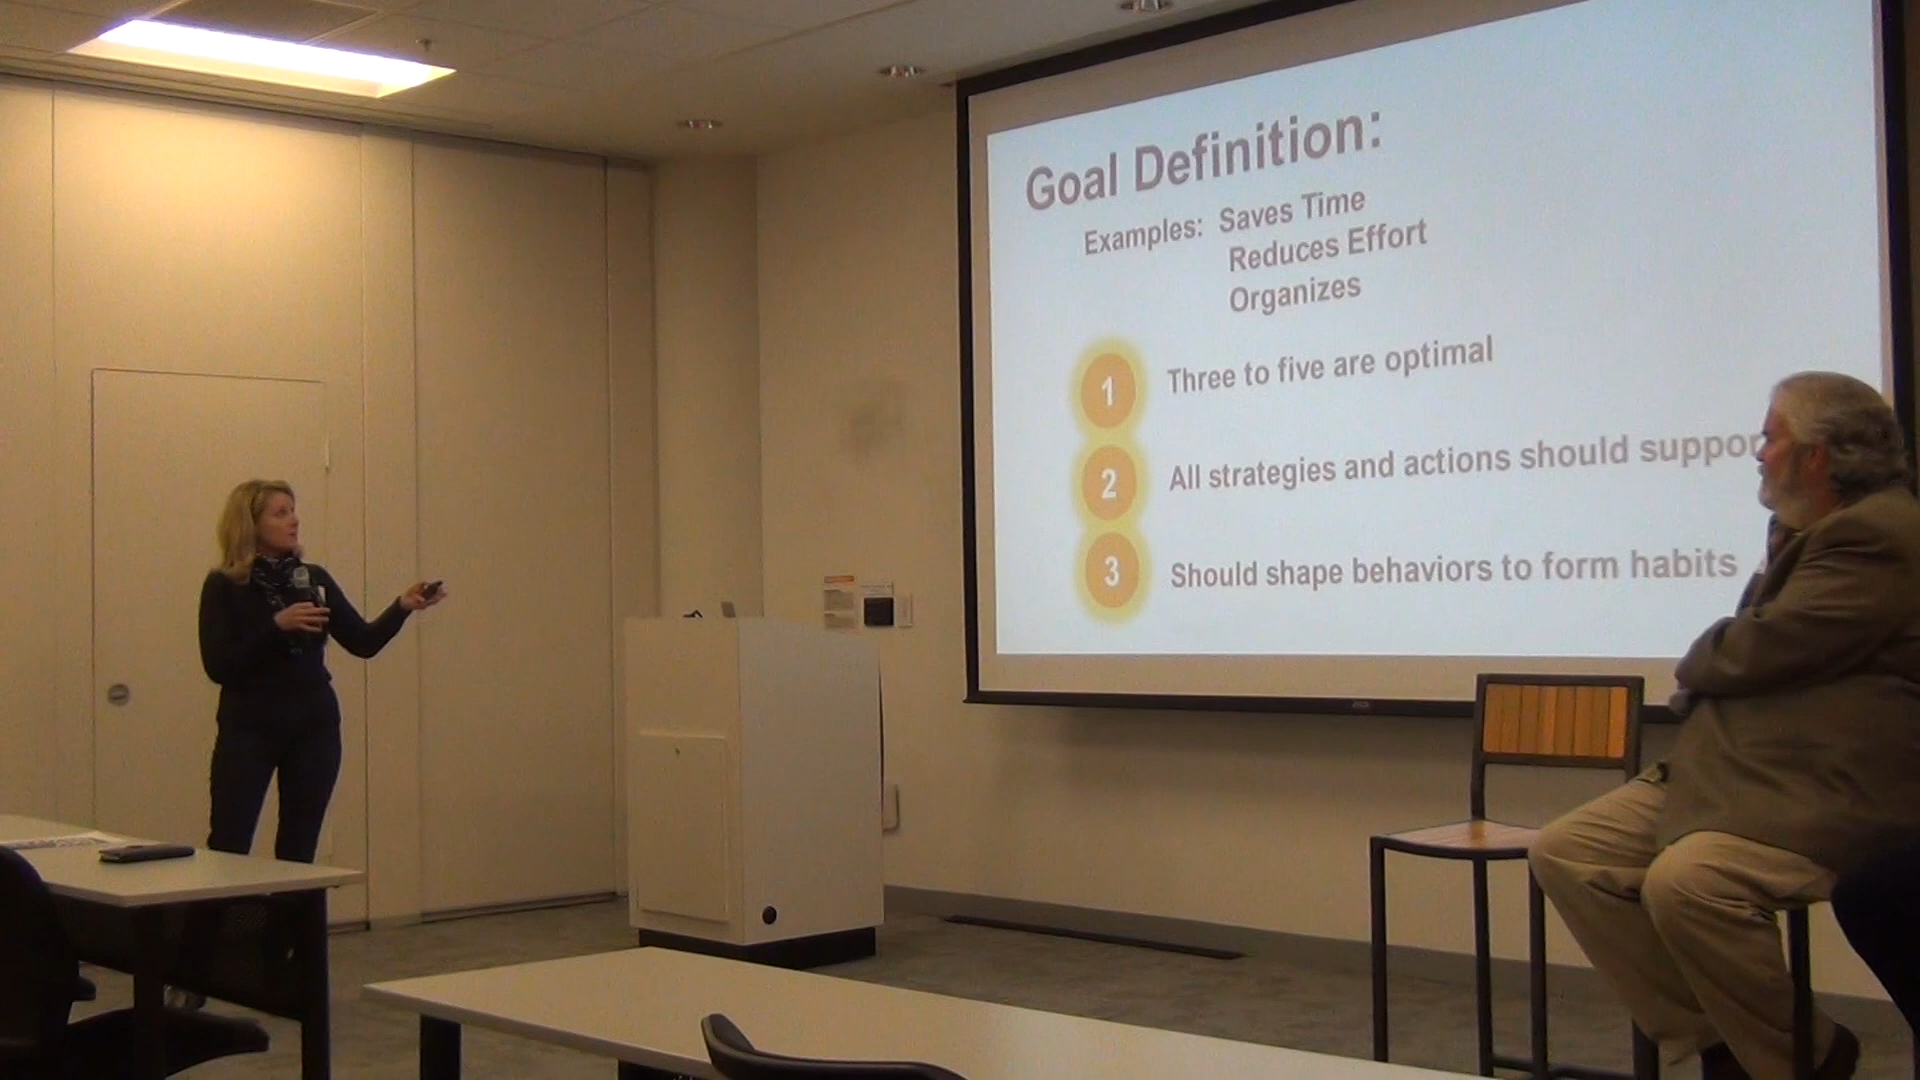 Goal Definition:
Examples: Saves Time
Reduces Effort
Organizes
1 Three to five are optimal
2 All strategies and actions should suppor
3 Should shape behaviors to form habits